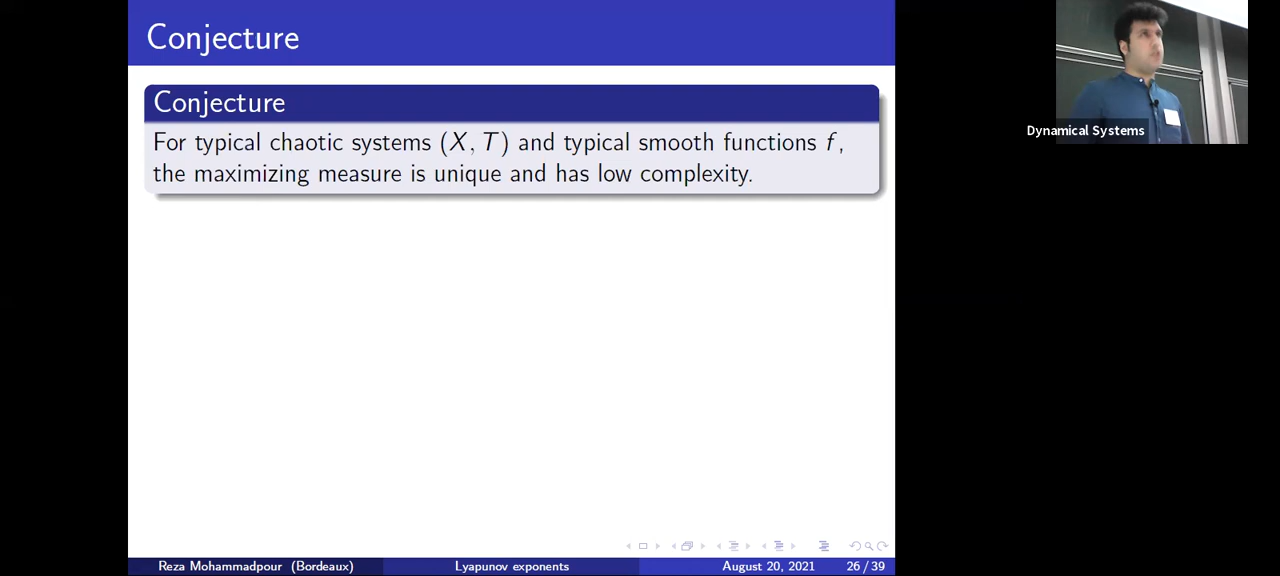 Conjecture
Conjecture
For typical chaotic systems (X, T) and typical smooth functions f,
the maximizing measure is unique and has low complexity.
Dynamical Systems
Reza Mohammadpour (Bordeaux)
Lyapunov exponents
August 20, 2021
26 / 39